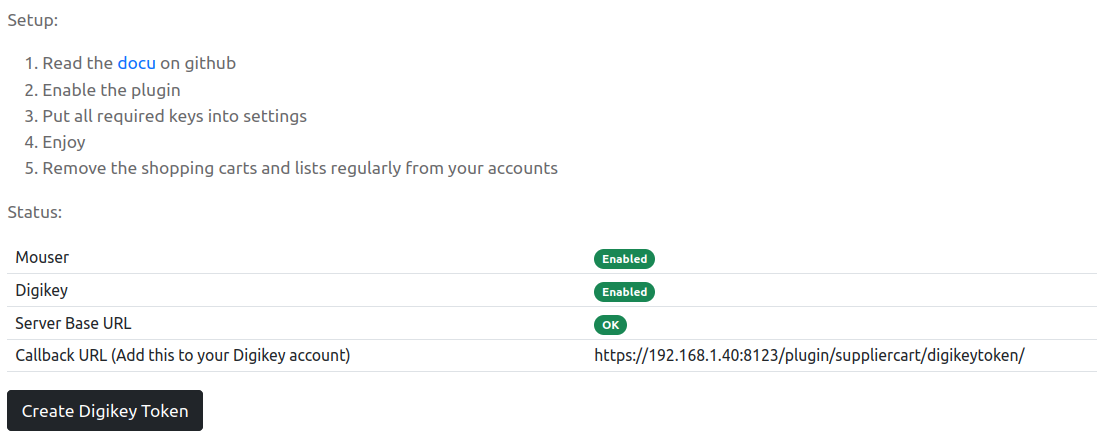 Setup:
1. Read the docu on github
2. Enable the plugin
3. Put all required keys into settings
4. Enjoy
5. Remove the shopping carts and lists regularly from your accounts
Status:
Mouser Enabled
Digikey Enabled
Server Base URL OK
Callback URL (Add this to your Digikey account) https://192.168.1.40:8123/plugin/suppliercart/digikeytoken/
Create Digikey Token